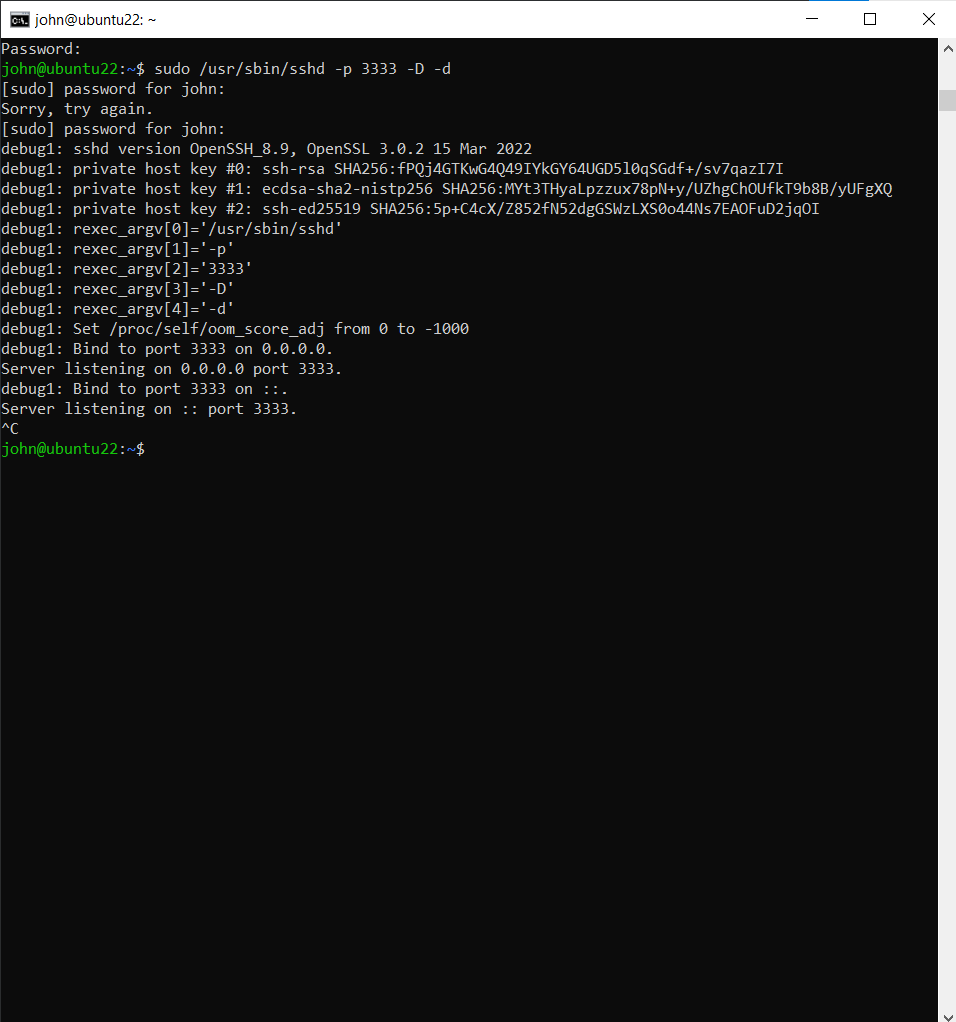 john@ubuntu22: ~
Password:
john@ubuntu22:~$ sudo /usr/sbin/sshd -p 3333 -D -d
[sudo] password for john:
Sorry, try again.
[sudo] password for john:
debug1: sshd version OpenSSH_8.9, OpenSSL 3.0.2 15 Mar 2022
debug1: private host key #0: ssh-rsa SHA256:fPQj4GTKwG4Q49IYkGY64UGD5l0qSGdf+/sv7qazI7I
debug1: private host key #1: ecdsa-sha2-nistp256 SHA256:MYt3THyaLpzzux78pN+y/UZhgChOUfkT9b8B/yUFgXQ
debug1: private host key #2: ssh-ed25519 SHA256:5p+C4cX/Z852fN52dgGSWzLXS0o44Ns7EAOFuD2jqOI
debug1: rexec_argv[0]='/usr/sbin/sshd'
debug1: rexec_argv[1]='-p'
debug1: rexec_argv[2]='3333'
debug1: rexec_argv[3]='-D'
debug1: rexec_argv[4]='-d'
debug1: Set /proc/self/oom_score_adj from 0 to -1000
debug1: Bind to port 3333 on 0.0.0.0.
Server listening on 0.0.0.0 port 3333.
debug1: Bind to port 3333 on ::.
Server listening on :: port 3333.
^C
john@ubuntu22:~$